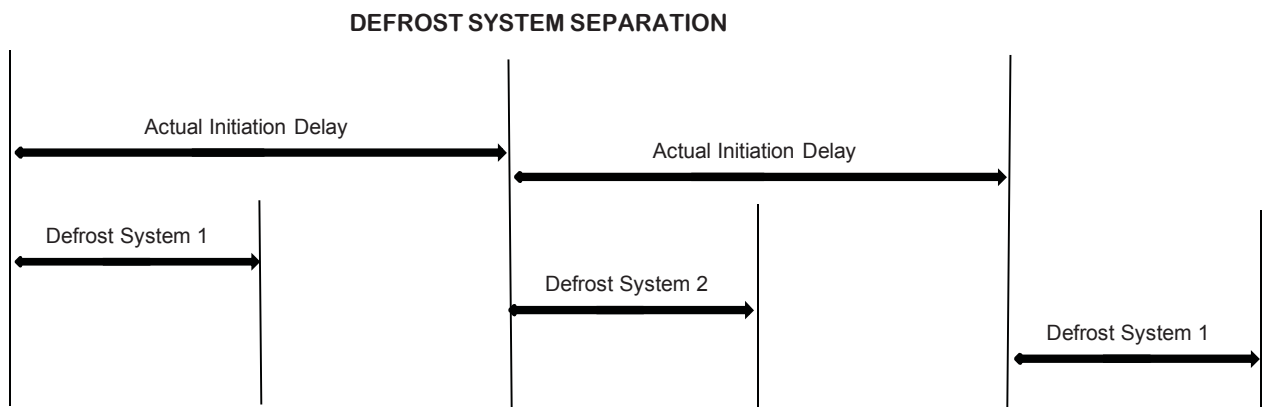 DEFROST SYSTEM SEPARATION
Actual Initiation Delay
Actual Initiation Delay
Defrost System 1
Defrost System 2
Defrost System 1